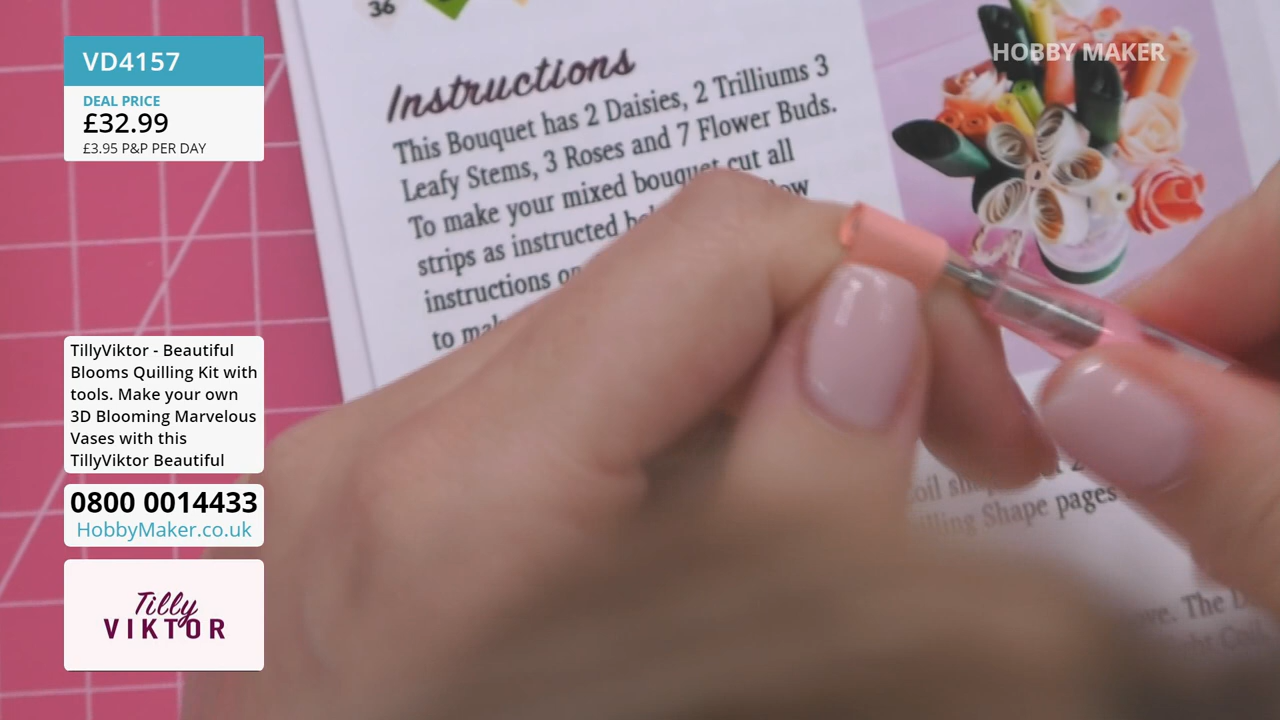 VD4157
DEAL PRICE
£32.99
£3.95 P&P PER DAY
TillyViktor - Beautiful
Blooms Quilling Kit with
tools. Make your own
3D Blooming Marvelous
Vases with this
TillyViktor Beautiful
0800 0014433
HobbyMaker.co.uk
Tilly
VIKTOR
HOBBY MAKER
36
Instructions
This Bouquet has 2 Daisies, 2 Trilliums 3
Leafy Stems, 3 Roses and 7 Flower Buds.
To make your mixed bouquet cut all
strips as instructed
instructions
to
Shape pages
The